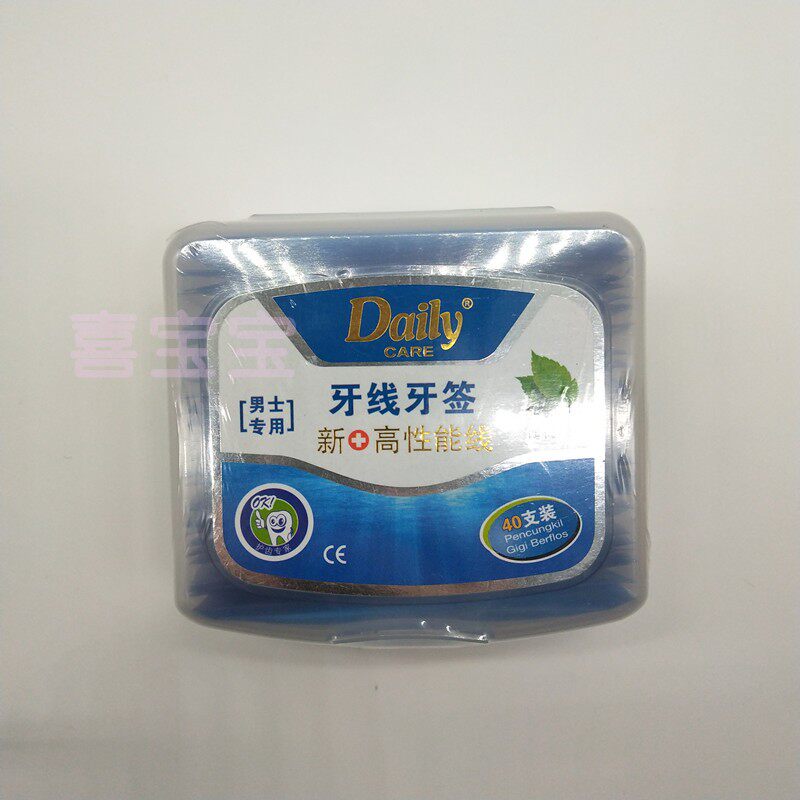 Daily®
CARE
喜宝宝
[男士
专用]
牙线牙签
新+高性能线
OK!
护齿专家
CE
40支装
Pencungkil
Gigi Berflos